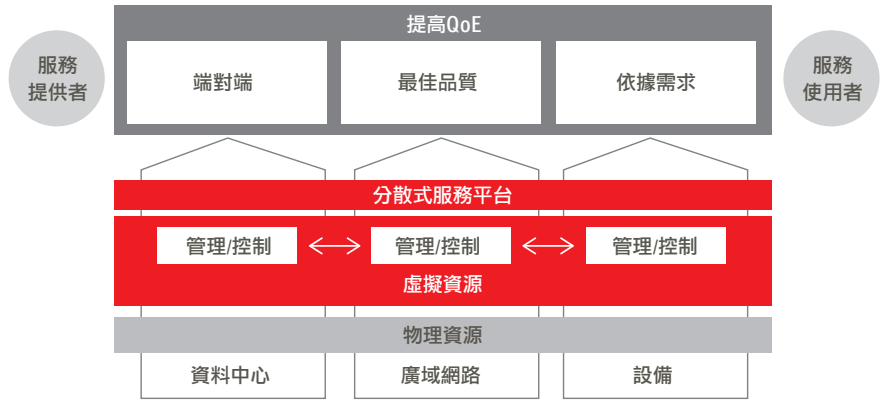 提高QoE
服務
提供者
端對端
最佳品質
依據需求
服務
使用者
分散式服務平台
管理/控制
管理/控制
管理/控制
虛擬資源
物理資源
資料中心
廣域網路
設備